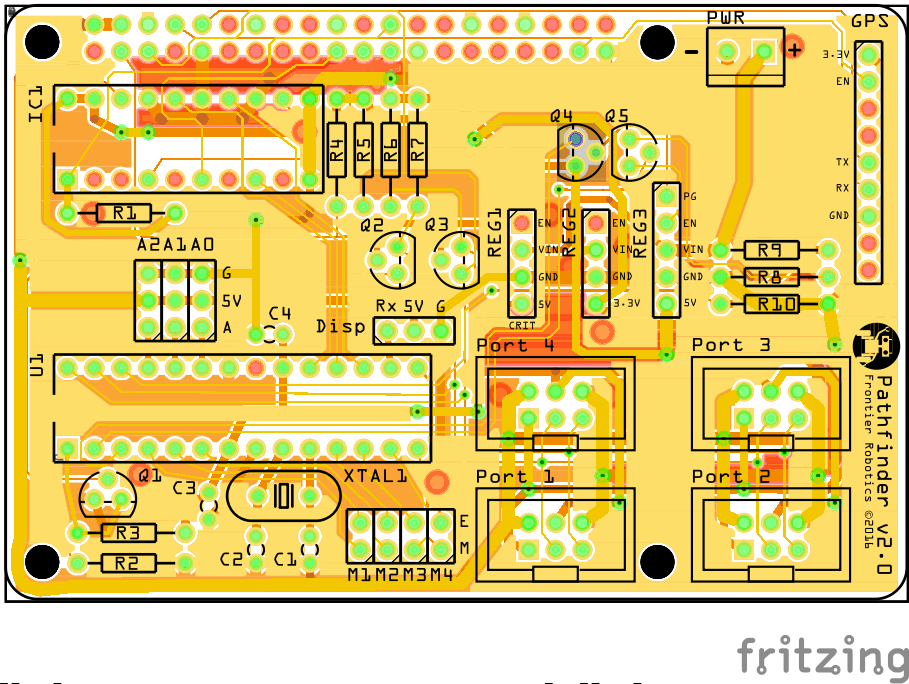 PWR
GPS
- +
3.3V
EN
IC1
Q4 Q5
R4 R5 R6 R7
TX
PG
RX
R1
REG1 REG2 REG3
Q2 Q3
EN EN EN
GND
A2A1A0
VIN VIN VIN
R9
G
GND GND GND
R8
5V
Rx 5V G
5V 3.3V 5V
R10
C4
A
Disp
CRIT
Port 4
Port 3
U1
Pathfinder v2.0
Frontier Robotics ©2016
Q1
XTAL1
Port 1
Port 2
C3
E
R3
M
R2
C2 C1
M1M2M3M4
fritzing